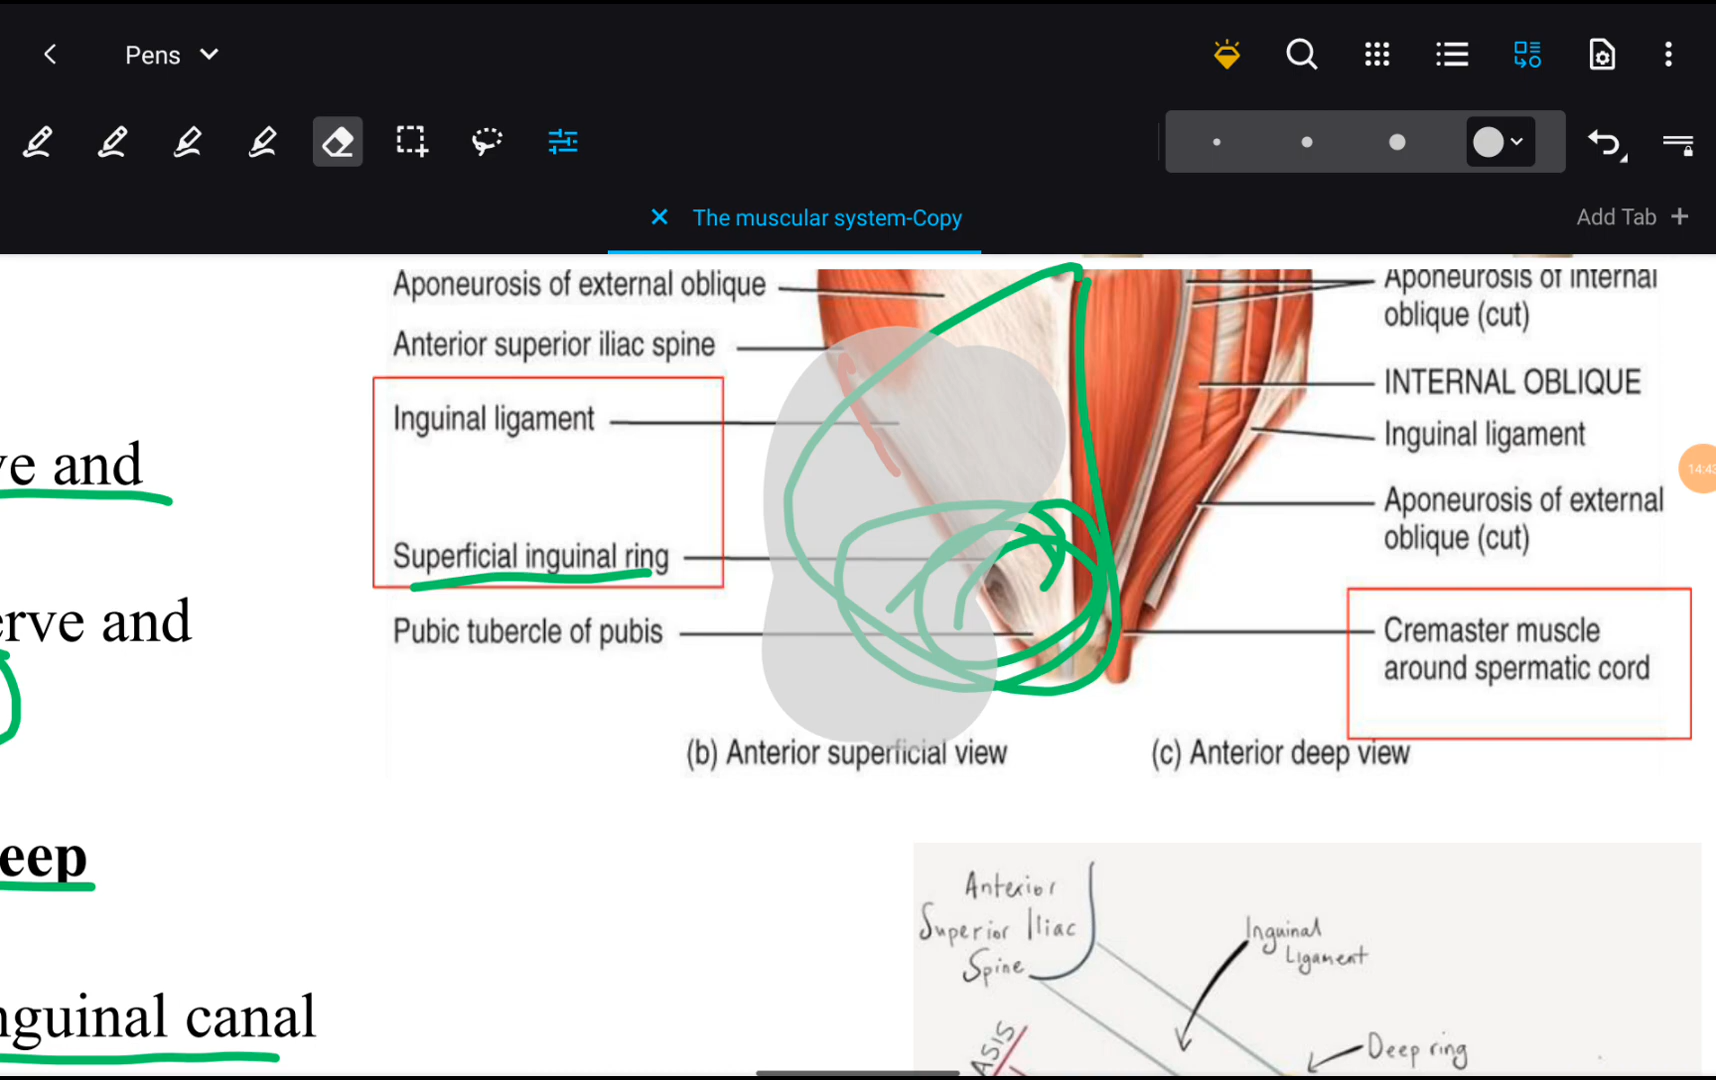 Pens
The muscular system-Copy
Add Tab
Aponeurosis of external oblique
Anterior superior iliac spine
Inguinal ligament
Superficial inguinal ring
Pubic tubercle of pubis
(b) Anterior superficial view
Aponeurosis of internal
oblique (cut)
INTERNAL OBLIQUE
Inguinal ligament
Aponeurosis of external
oblique (cut)
Cremaster muscle
around spermatic cord
(c) Anterior deep view
14:43
ve and
erve and
eep
nguinal canal
Anterior
Superior Iliac
Spine
Inguinal
Ligament
Deep ring
ASIS